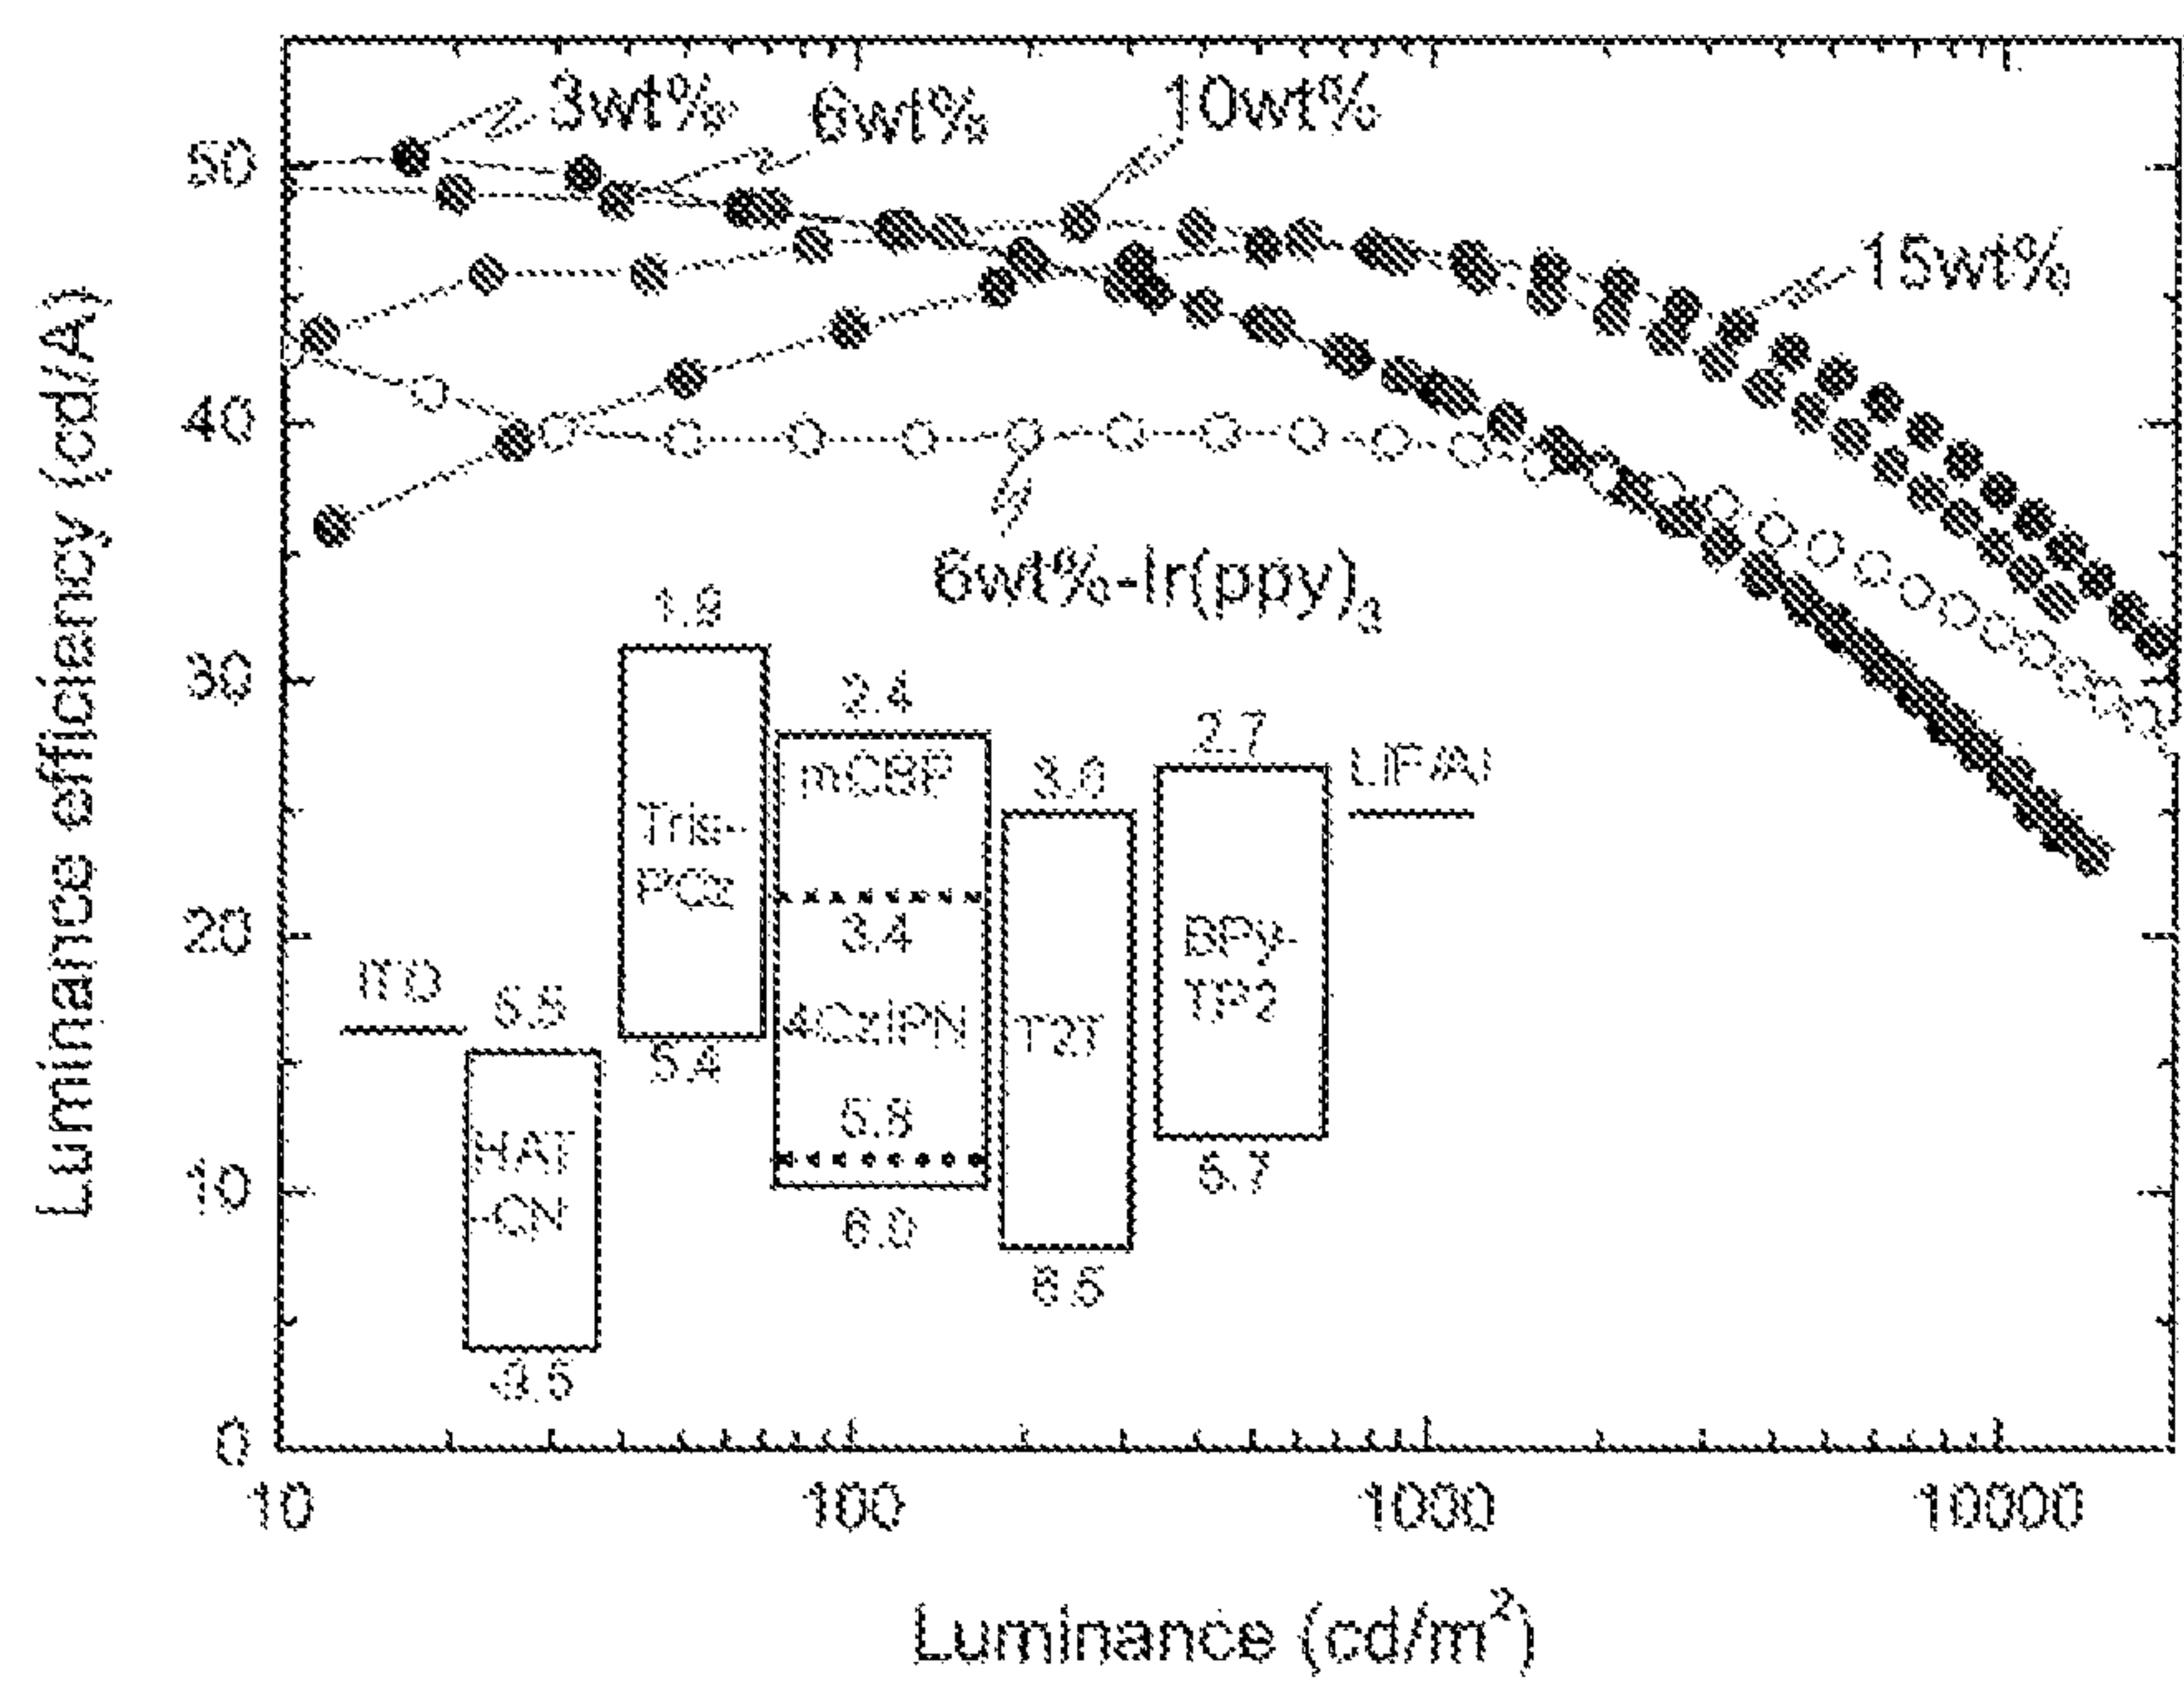 Luminance efficiency (cd/A)
50
40
30
20
10
0
3wt%
6wt%
10wt%
15wt%
6wt%-Ir(ppy)3
1.9
2.4
mCBP
3.0
2.7
LiF/Al
Tris-
PCz
3.4
BPy-
TP2
ITO
4CzIPN
T2T
5.4
5.8
HAT
-CN
6.0
6.5
6.7
9.5
10
100
1000
10000
Luminance (cd/m²)